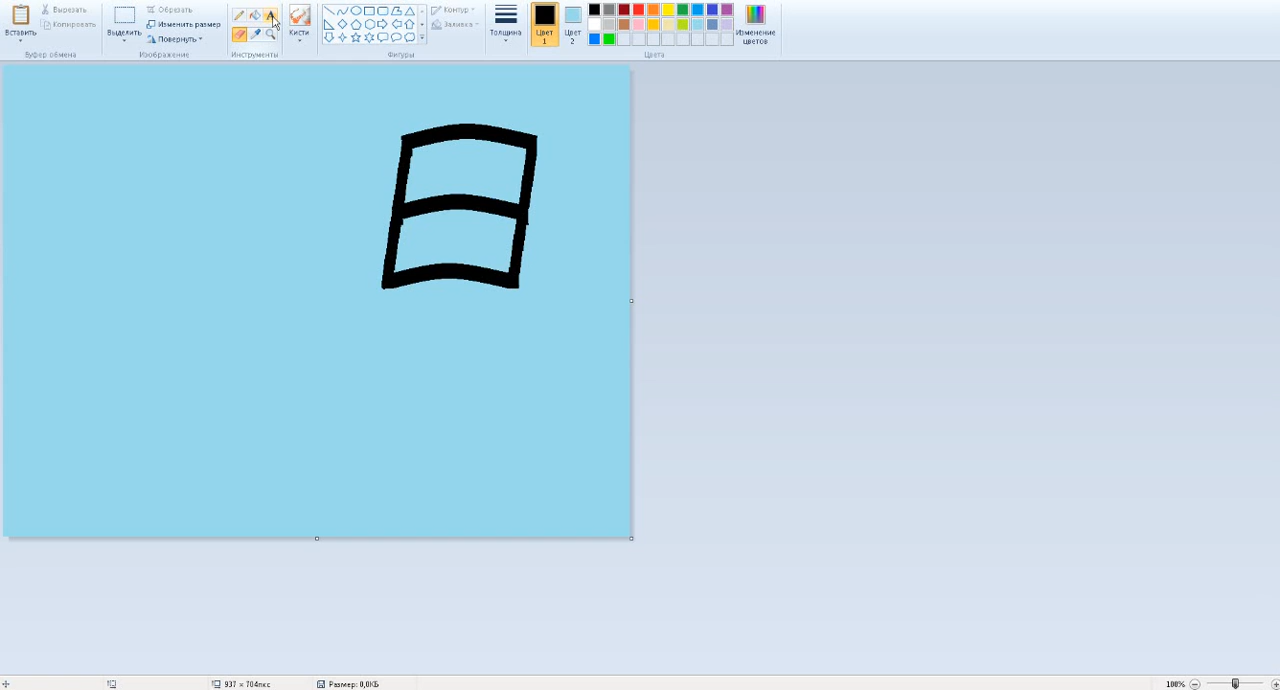 Вставить
Вырезать
Копировать
Буфер обмена
Выделить
Обрезать
Изменить размер
Повернуть
Изображение
Инструменты
Кисти
Контур
Заливка
Фигуры
Толщина
Цвет 1
Цвет 2
Изменение цветов
Цвета
937 × 704пкс
Размер: 0,0КБ
100%